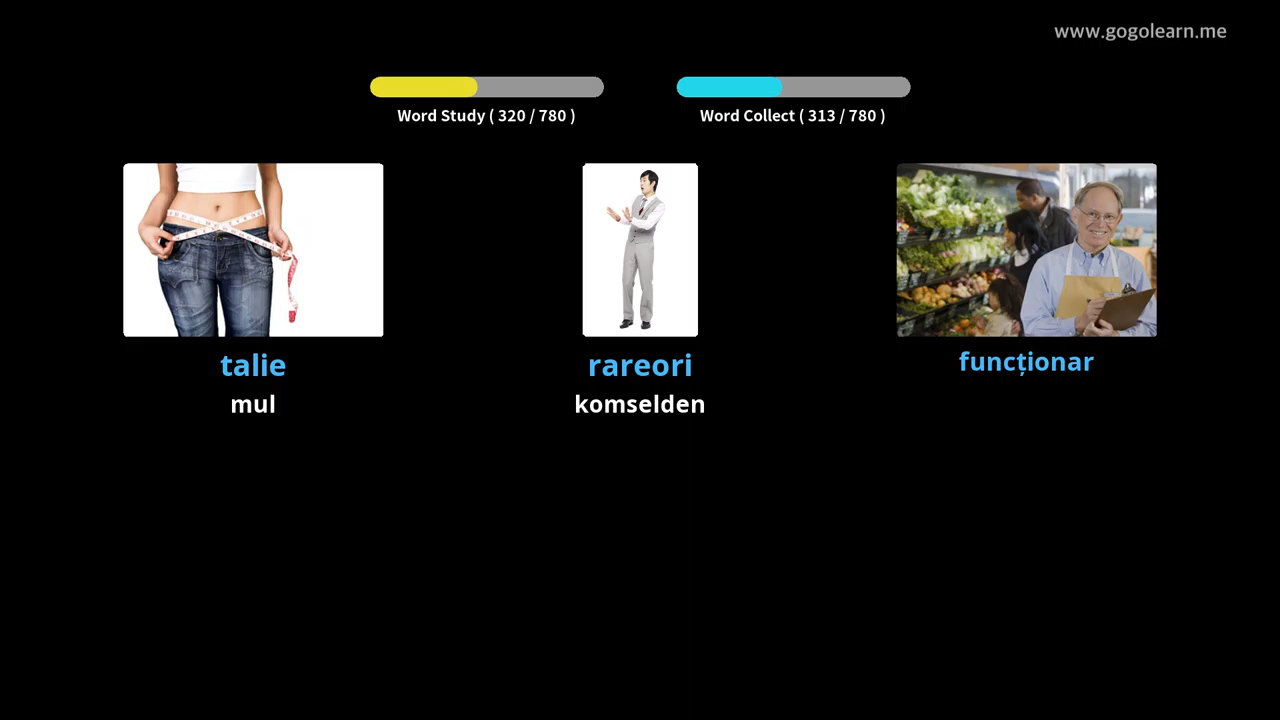 www.gogolearn.me
Word Study ( 320 / 780 )
Word Collect ( 313 / 780 )
talie
rareori
funcționar
mul
komselden